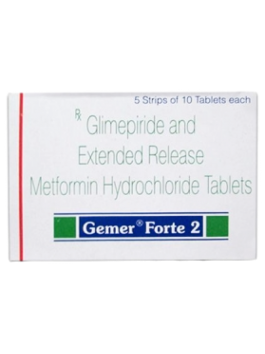 5 Strips of 10 Tablets each
℞ Glimepiride and
Extended Release
Metformin Hydrochloride Tablets
Gemer® Forte 2